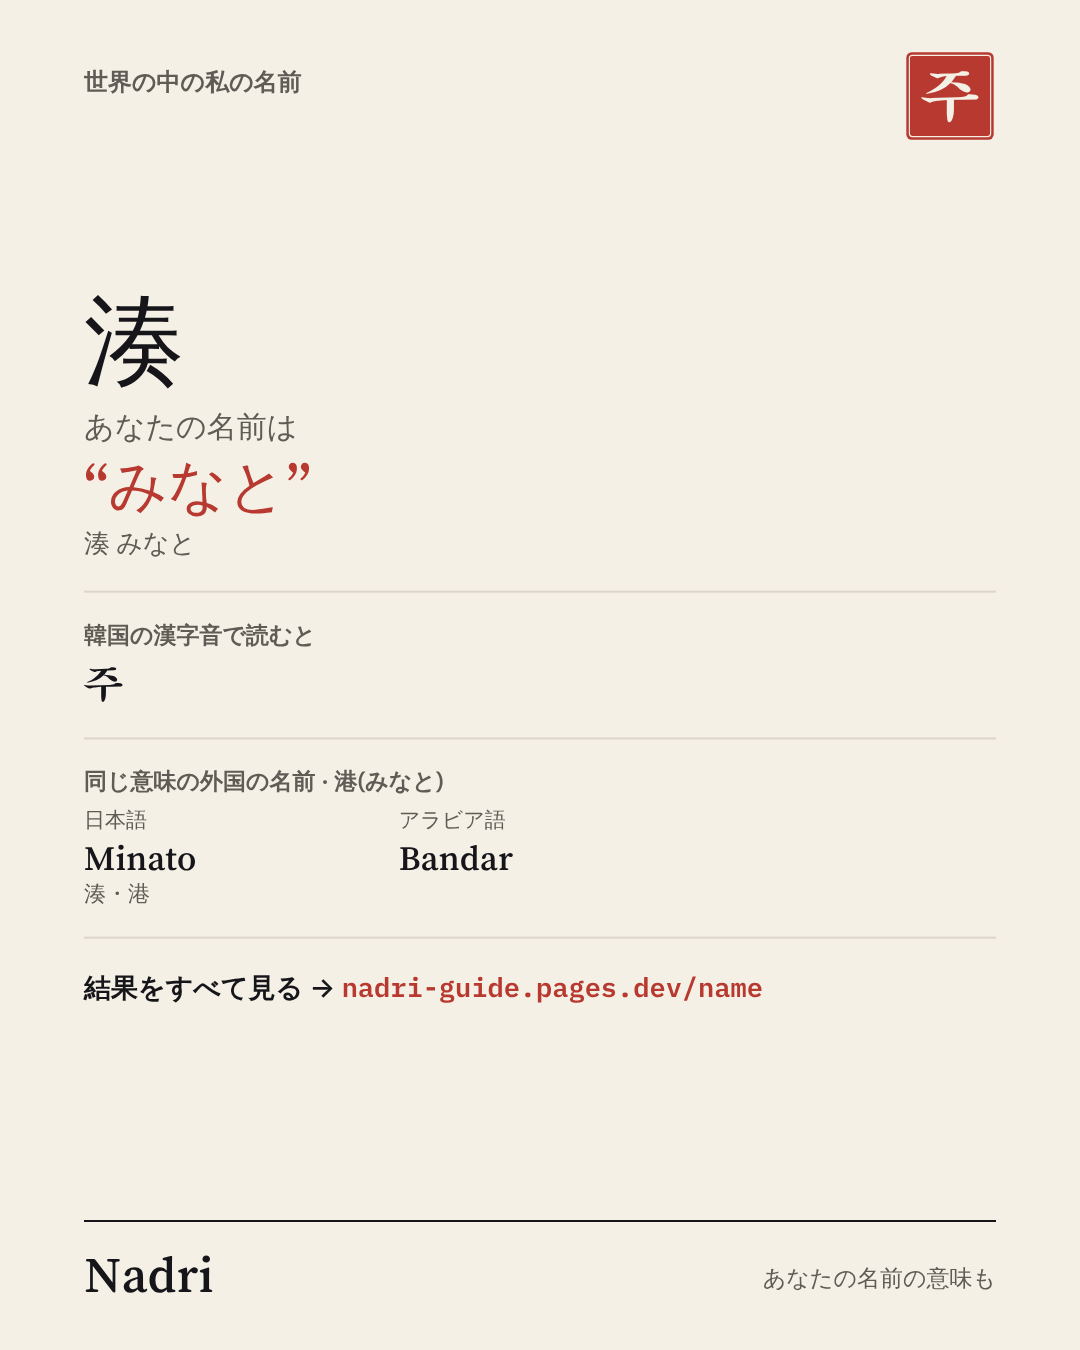 世界の中の私の名前
주
湊
あなたの名前は
“みなと”
湊 みなと
韓国の漢字音で読むと
주
同じ意味の外国の名前 · 港(みなと)
日本語
Minato
湊・港
アラビア語
Bandar
結果をすべて見る → nadri-guide.pages.dev/name
Nadri
あなたの名前の意味も